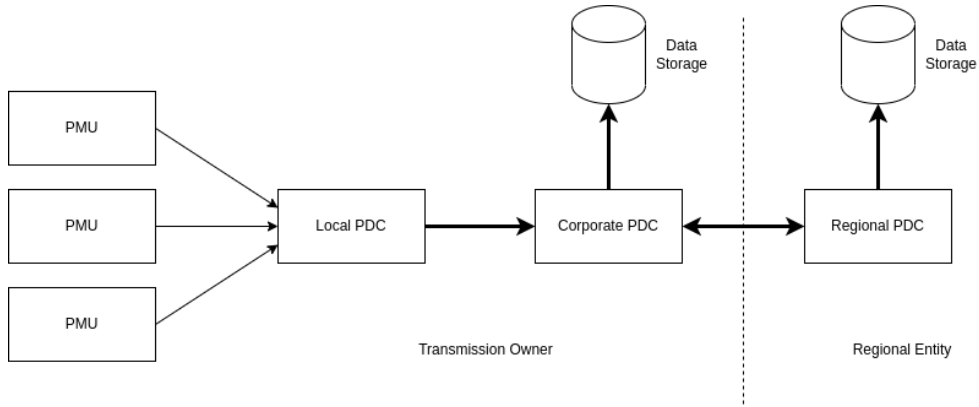 Data
Storage
Data
Storage
PMU
PMU
Local PDC
Corporate PDC
Regional PDC
PMU
Transmission Owner
Regional Entity